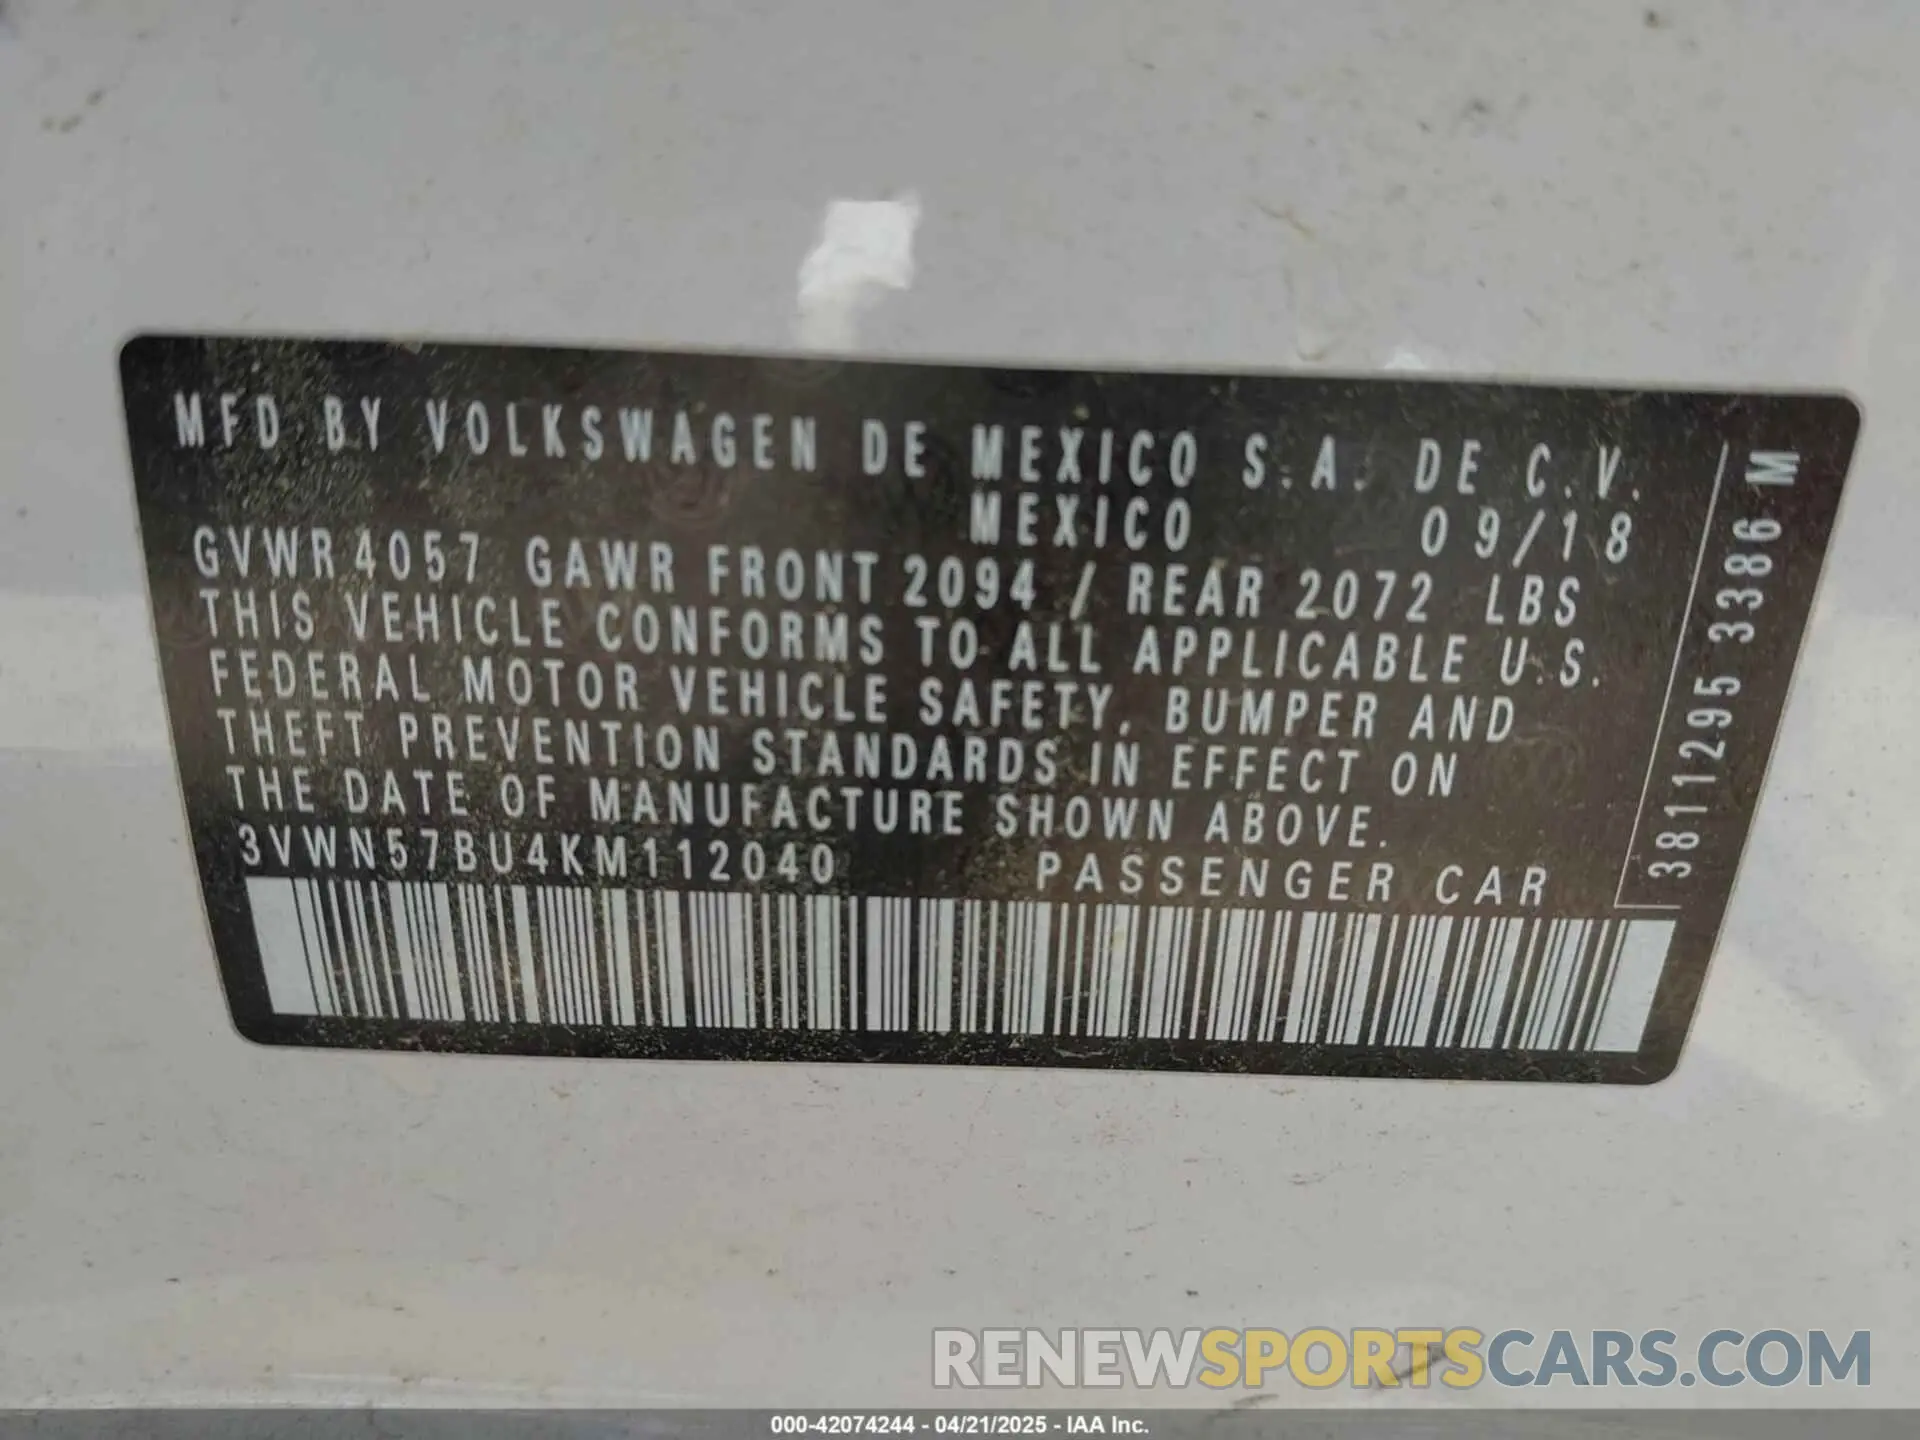 MFD BY VOLKSWAGEN DE MEXICO S.A. DE C.V.
MEXICO 09/18
GVWR 4057 GAWR FRONT 2094 / REAR 2072 LBS
THIS VEHICLE CONFORMS TO ALL APPLICABLE U.S.
FEDERAL MOTOR VEHICLE SAFETY, BUMPER AND
THEFT PREVENTION STANDARDS IN EFFECT ON
THE DATE OF MANUFACTURE SHOWN ABOVE.
3VWN57BU4KM112040 PASSENGER CAR
3811295 3386 M
RENEWSPORTSCARS.COM
000-42074244 - 04/21/2025 - IAA Inc.